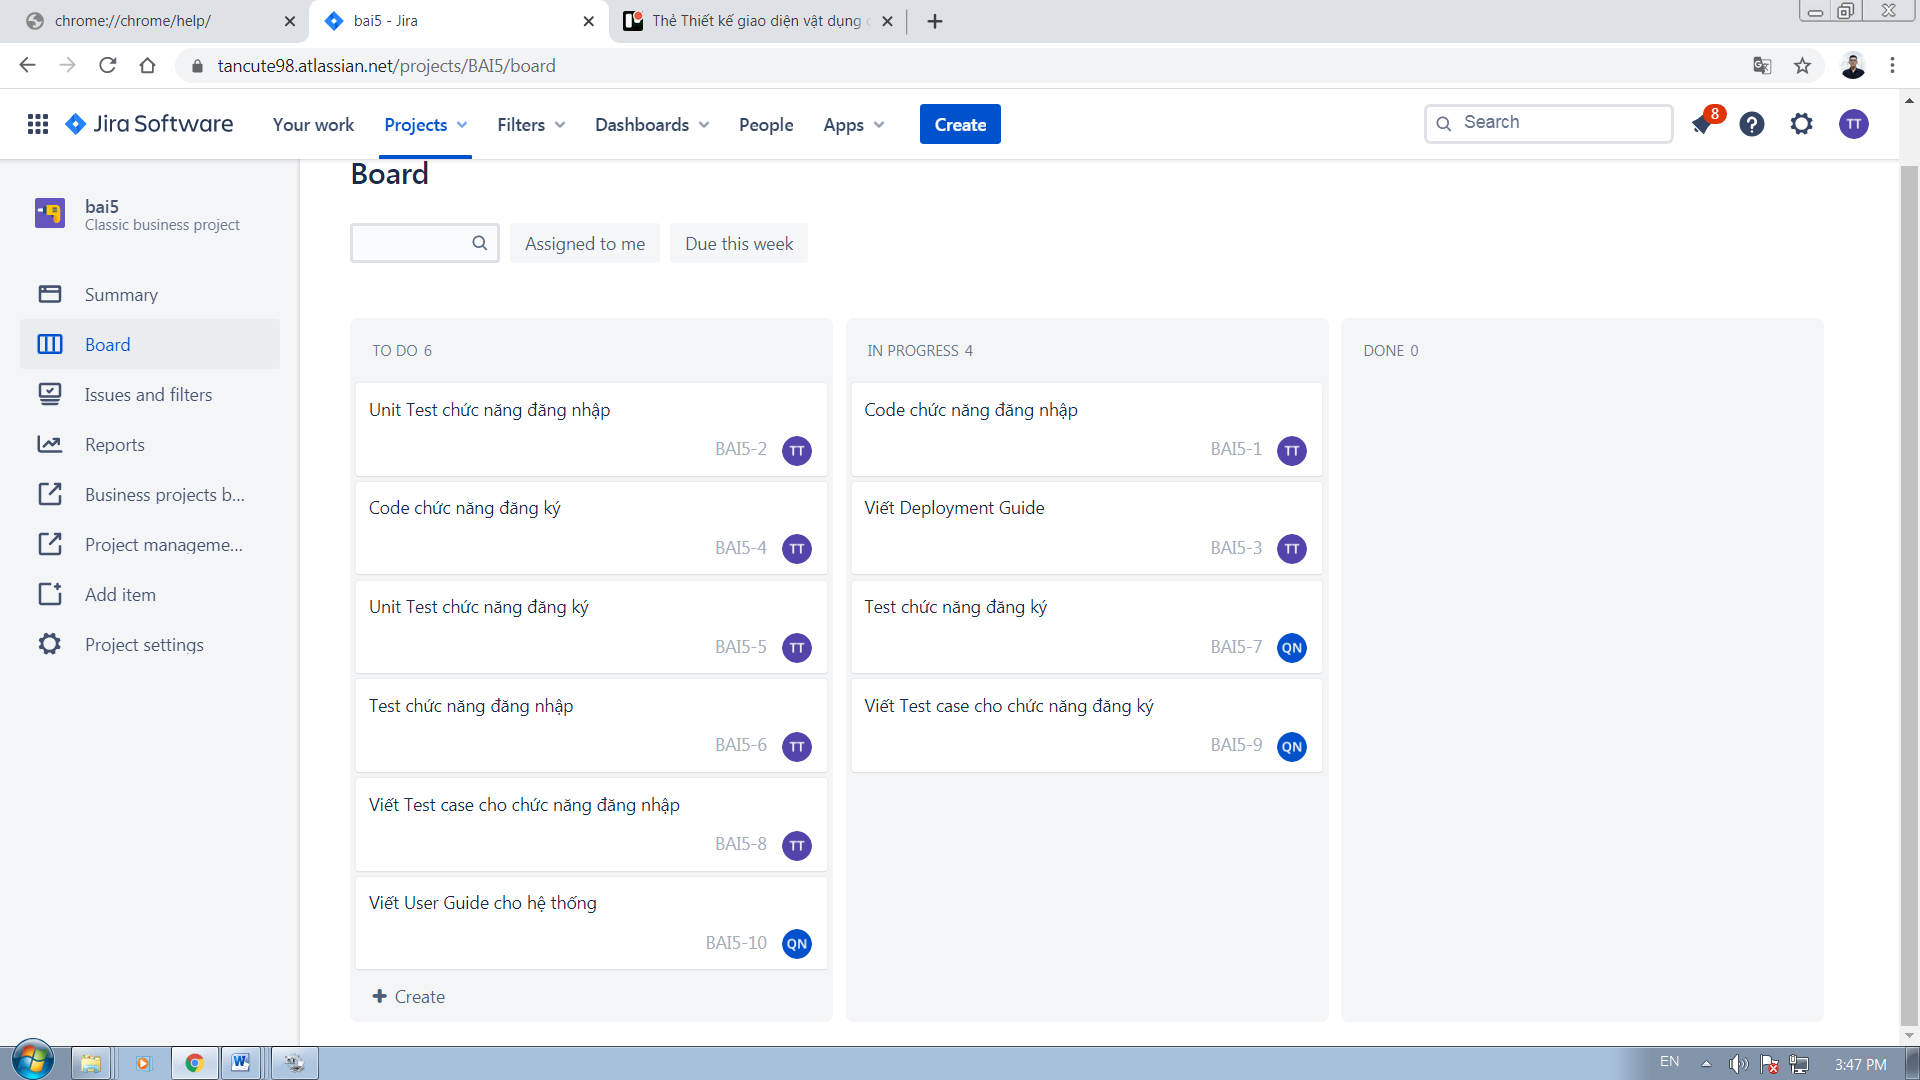 chrome://chrome/help/
bai5 - Jira
Thẻ Thiết kế giao diện vật dụng
tancute98.atlassian.net/projects/BAI5/board
Jira Software
Your work
Projects
Filters
Dashboards
People
Apps
Create
Search
8
TT
bai5
Classic business project
Summary
Board
Issues and filters
Reports
Business projects b...
Project manageme...
Add item
Project settings
Board
Assigned to me
Due this week
TO DO 6
Unit Test chức năng đăng nhập
BAI5-2 TT
Code chức năng đăng ký
BAI5-4 TT
Unit Test chức năng đăng ký
BAI5-5 TT
Test chức năng đăng nhập
BAI5-6 TT
Viết Test case cho chức năng đăng nhập
BAI5-8 TT
Viết User Guide cho hệ thống
BAI5-10 QN
Create
IN PROGRESS 4
Code chức năng đăng nhập
BAI5-1 TT
Viết Deployment Guide
BAI5-3 TT
Test chức năng đăng ký
BAI5-7 QN
Viết Test case cho chức năng đăng ký
BAI5-9 QN
DONE 0
EN
3:47 PM